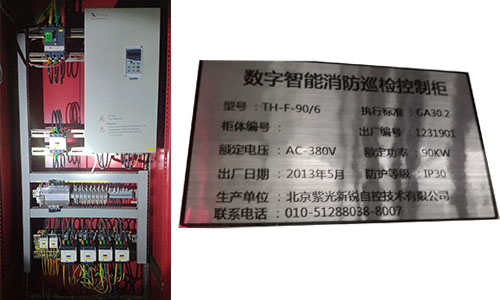 数字智能消防巡检控制柜
型号：TH-F-90/6 执行标准：GA30.2
柜体编号： 出厂编号：1231901
额定电压：AC-380V 额定功率：90KW
出厂日期：2013年5月 防护等级：IP30
生产单位：北京紫光新锐自控技术有限公司
联系电话：010-51288038-8007